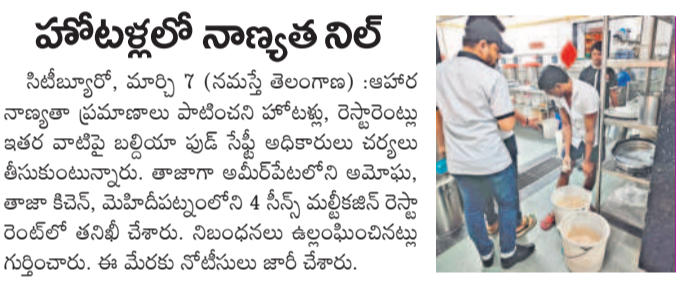 హోటళ్లలో నాణ్యత నిల్
సిటీబ్యూరో, మార్చి 7 (నమస్తే తెలంగాణ) :ఆహార
నాణ్యతా ప్రమాణాలు పాటించని హోటళ్లు, రెస్టారెంట్లు
ఇతర వాటిపై బల్దియా ఫుడ్ సేఫ్టీ అధికారులు చర్యలు
తీసుకుంటున్నారు. తాజాగా అమీర్‌పేటలోని అమోఘ,
తాజా కిచెన్, మెహిదీపట్నంలోని 4 సీన్స్ మల్టీకజిన్ రెస్టా
రెంట్‌లో తనిఖీ చేశారు. నిబంధనలు ఉల్లంఘించినట్లు
గుర్తించారు. ఈ మేరకు నోటీసులు జారీ చేశారు.